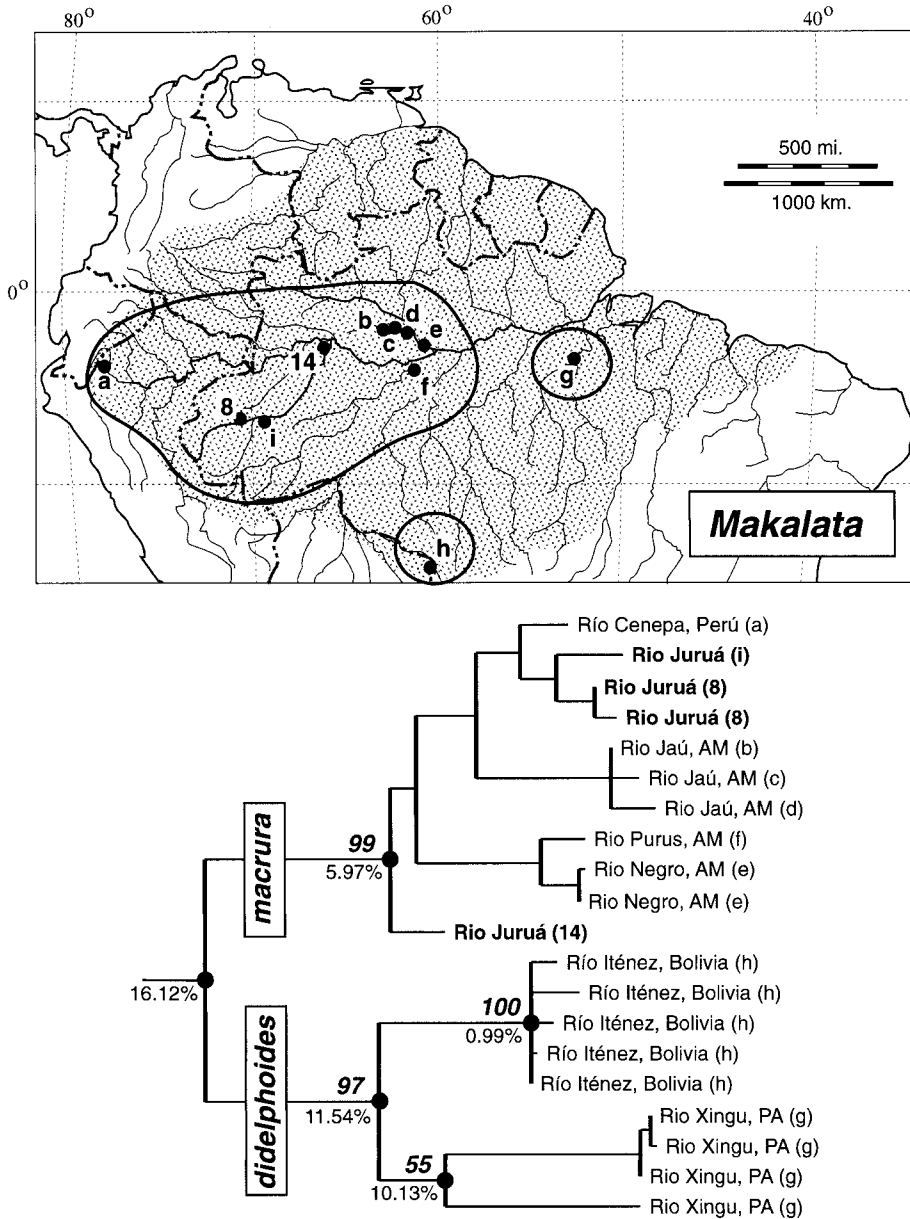 80° 60° 40°
500 mi.
1000 km.
0°
b
d
c
e
14
a
f
g
8
i
h
Makalata
Río Cenepa, Perú (a)
Rio Juruá (i)
Rio Juruá (8)
Rio Juruá (8)
Rio Jaú, AM (b)
Rio Jaú, AM (c)
Rio Jaú, AM (d)
Rio Purus, AM (f)
Rio Negro, AM (e)
Rio Negro, AM (e)
Rio Juruá (14)
macrura
99
5.97%
16.12%
Río Iténez, Bolivia (h)
Río Iténez, Bolivia (h)
Río Iténez, Bolivia (h)
Río Iténez, Bolivia (h)
Río Iténez, Bolivia (h)
100
0.99%
didelphoides
97
11.54%
Rio Xingu, PA (g)
Rio Xingu, PA (g)
Rio Xingu, PA (g)
Rio Xingu, PA (g)
55
10.13%